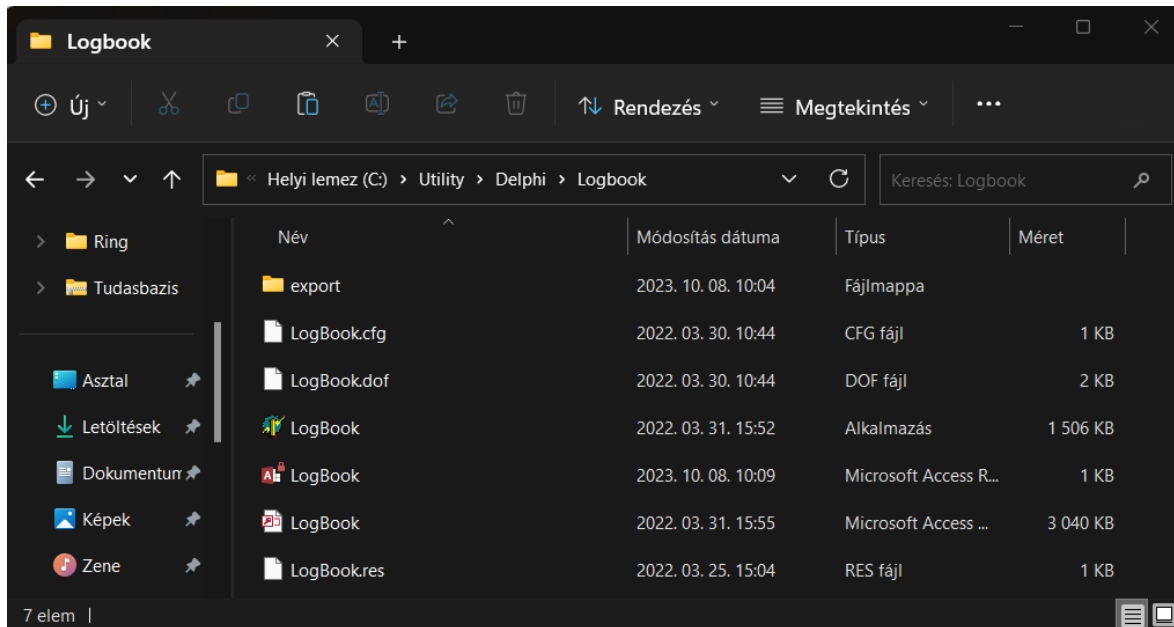 Logbook
Új
Rendezés
Megtekintés
Helyi lemez (C:) > Utility > Delphi > Logbook
Keresés: Logbook
Ring
Tudasbazis
Asztal
Letöltések
Dokumentum
Képek
Zene
Név Módosítás dátuma Típus Méret
export 2023. 10. 08. 10:04 Fájlmappa
LogBook.cfg 2022. 03. 30. 10:44 CFG fájl 1 KB
LogBook.dof 2022. 03. 30. 10:44 DOF fájl 2 KB
LogBook 2022. 03. 31. 15:52 Alkalmazás 1 506 KB
LogBook 2023. 10. 08. 10:09 Microsoft Access R... 1 KB
LogBook 2022. 03. 31. 15:55 Microsoft Access ... 3 040 KB
LogBook.res 2022. 03. 25. 15:04 RES fájl 1 KB
7 elem